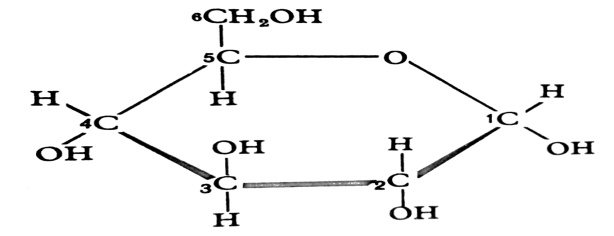 6CH2OH
5C O
H H
4C 1C
OH OH H OH
3C 2C
H OH